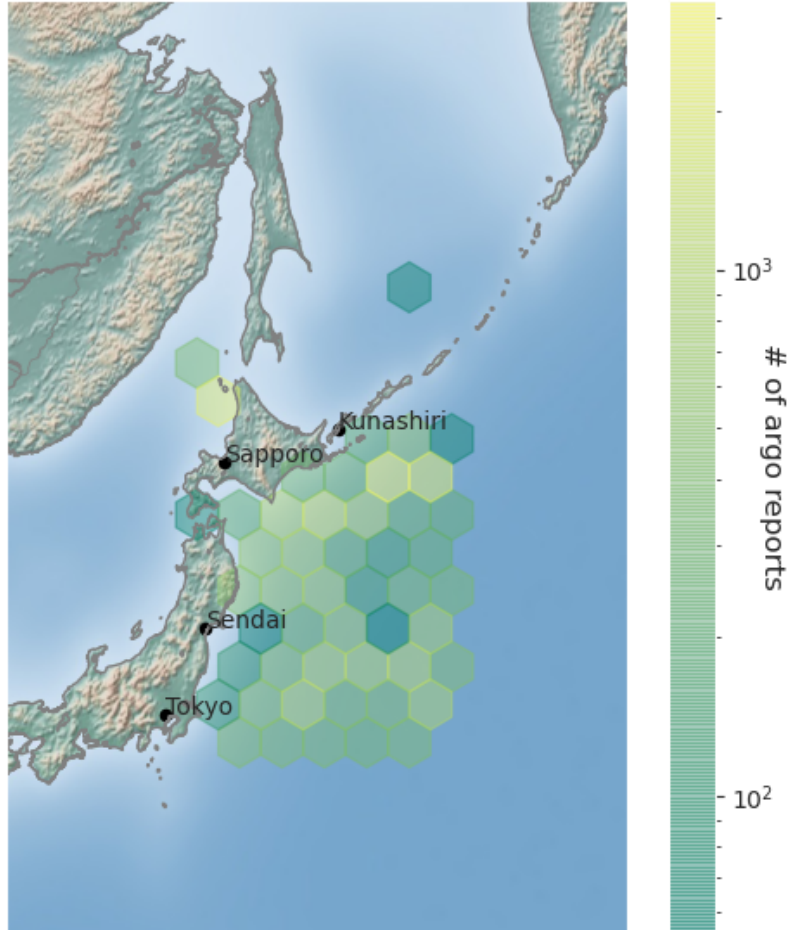 Kunashiri
Sapporo
Sendai
Tokyo
10³
10²
# of argo reports